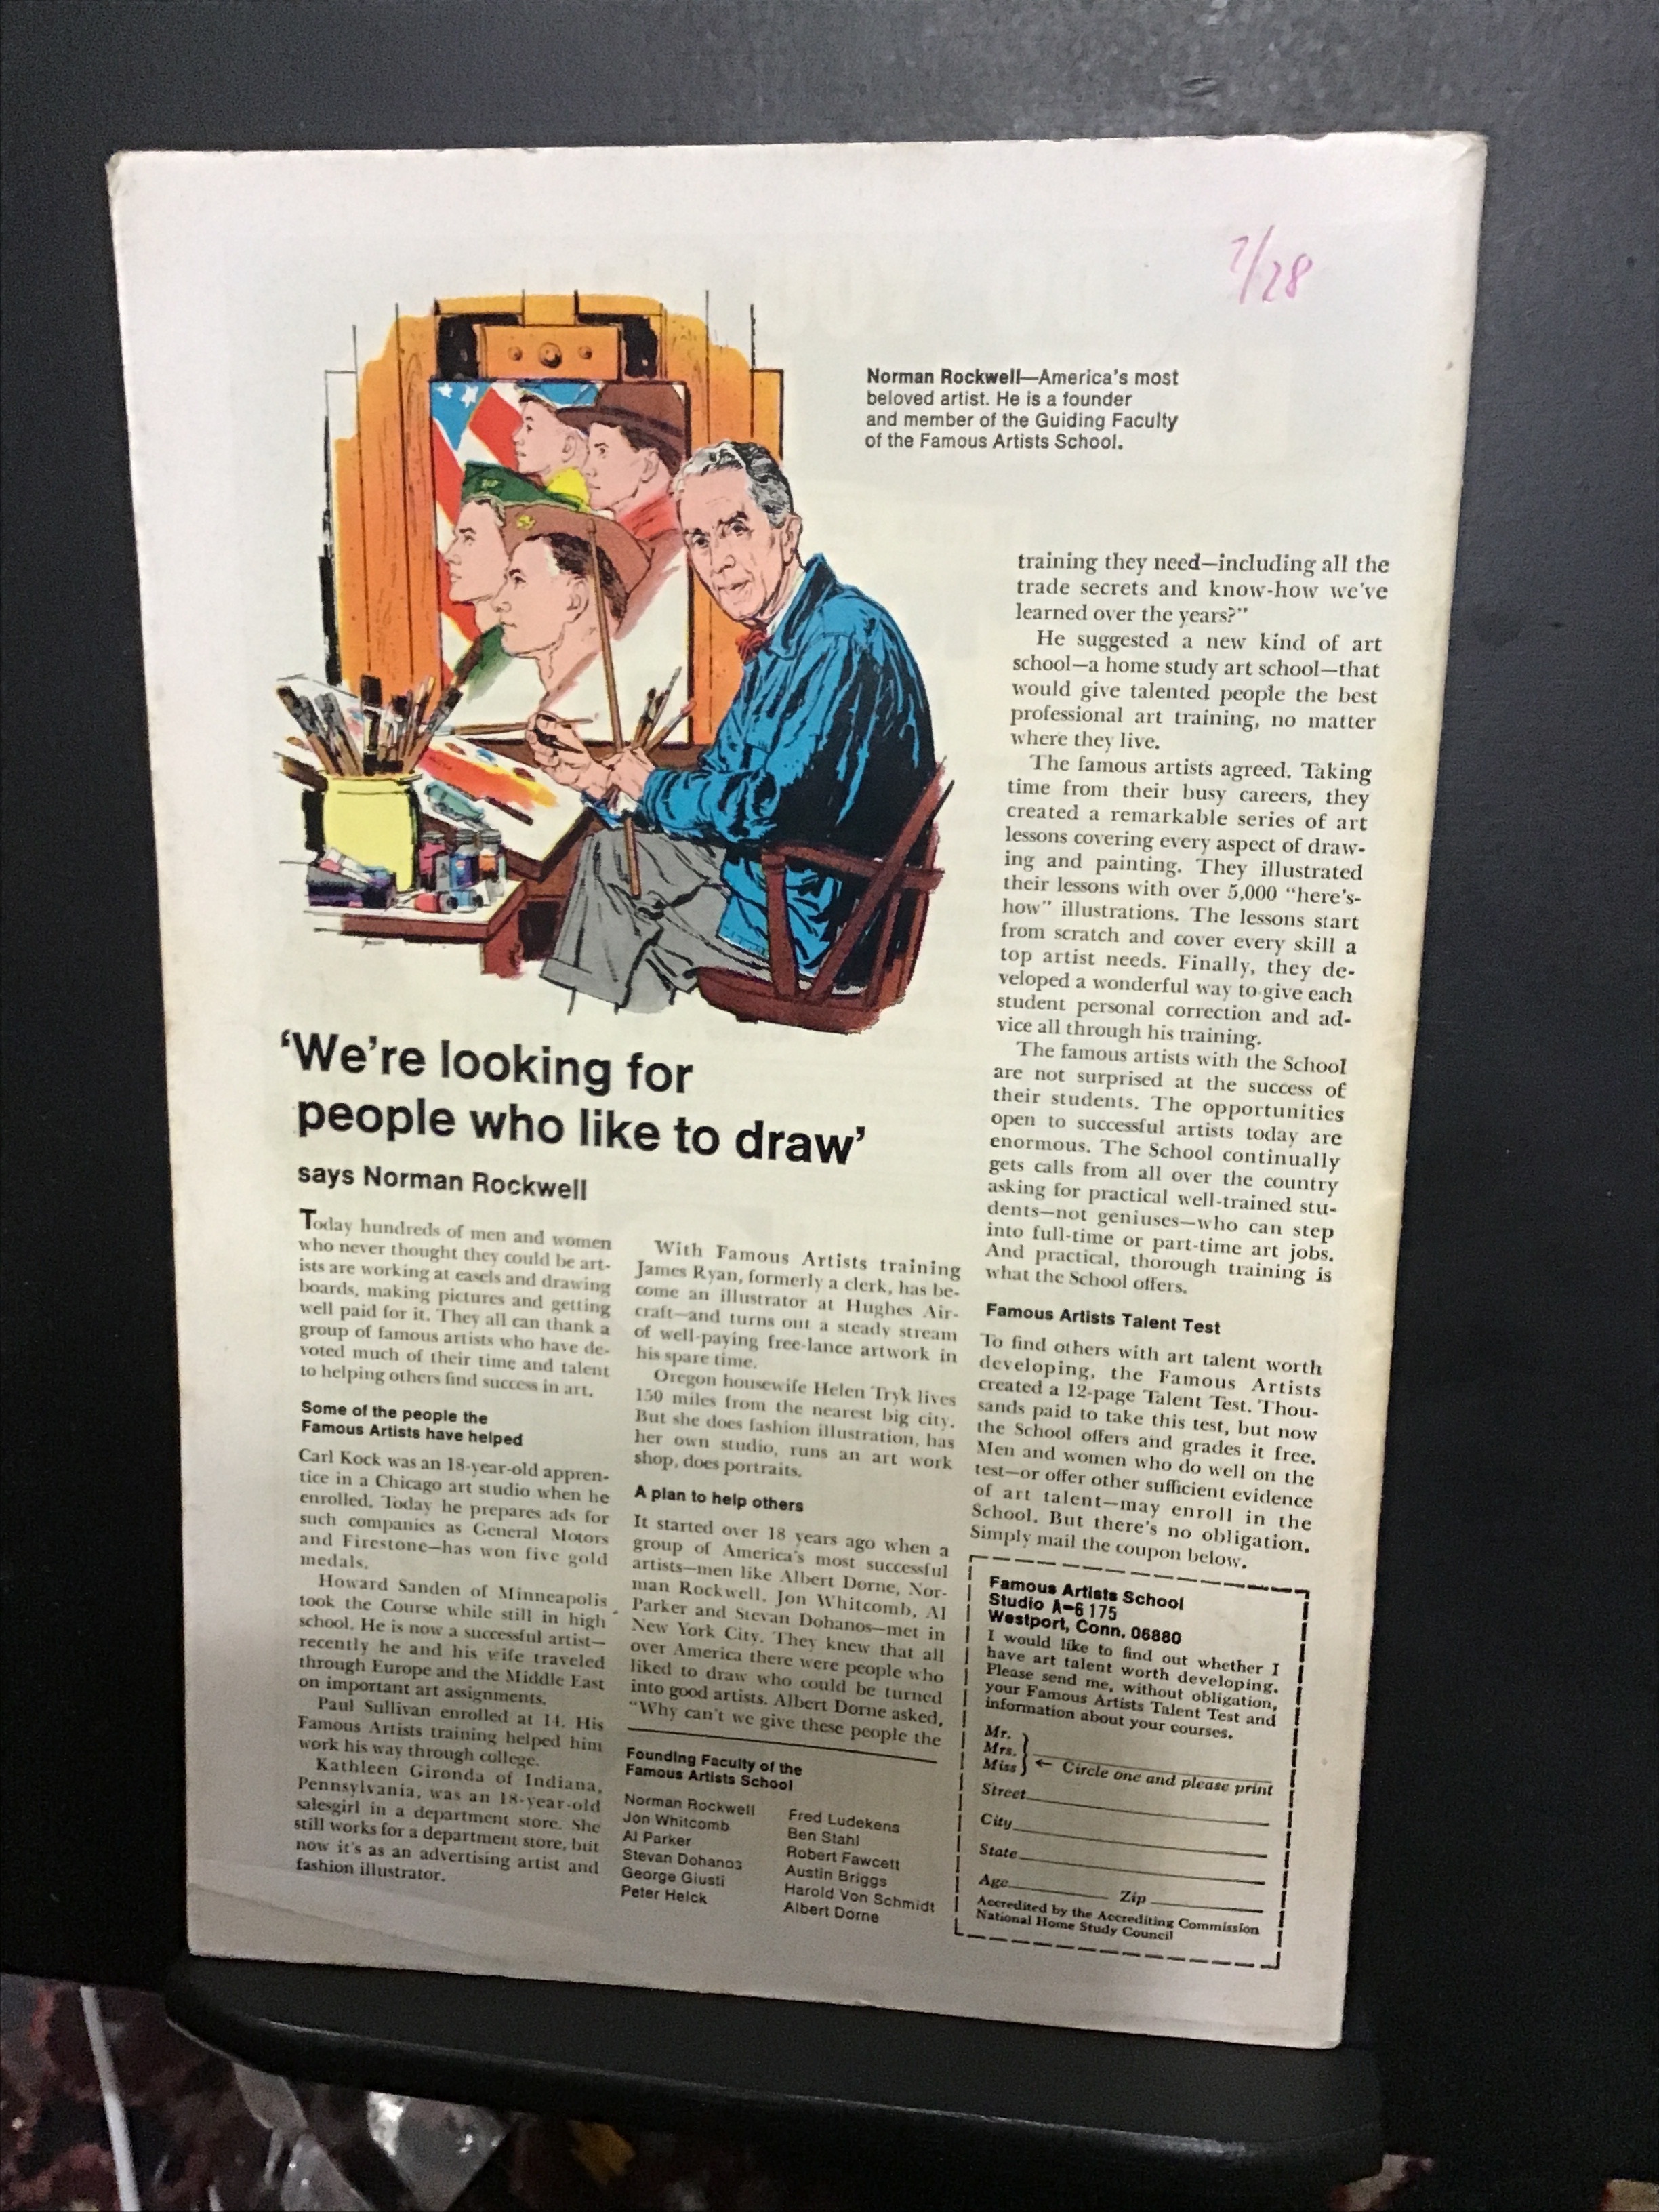 7/28
Norman Rockwell—America's most
beloved artist. He is a founder
and member of the Guiding Faculty
of the Famous Artists School.
'We're looking for
people who like to draw'
says Norman Rockwell
Today hundreds of men and women
who never thought they could be art-
ists are working at easels and drawing
boards, making pictures and getting
well paid for it. They all can thank a
group of famous artists who have de-
voted much of their time and talent
to helping others find success in art.
Some of the people the
Famous Artists have helped
Carl Kock was an 18-year-old appren-
tice in a Chicago art studio when he
enrolled. Today he prepares ads for
such companies as General Motors
and Firestone—has won five gold
medals.
Howard Sanden of Minneapolis
took the Course while still in high
school. He is now a successful artist—
recently he and his wife traveled
through Europe and the Middle East
on important art assignments.
Paul Sullivan enrolled at 14. His
Famous Artists training helped him
work his way through college.
Kathleen Gironda of Indiana,
Pennsylvania, was an 18-year-old
salesgirl in a department store. She
still works for a department store, but
now it's as an advertising artist and
fashion illustrator.
With Famous Artists training
James Ryan, formerly a clerk, has be-
come an illustrator at Hughes Air-
craft—and turns out a steady stream
of well-paying free-lance artwork in
his spare time.
Oregon housewife Helen Tryk lives
150 miles from the nearest big city.
But she does fashion illustration, has
her own studio, runs an art work
shop, does portraits.
A plan to help others
It started over 18 years ago when a
group of America's most successful
artists—men like Albert Dorne, Nor-
man Rockwell, Jon Whitcomb, Al
Parker and Stevan Dohanos—met in
New York City. They knew that all
over America there were people who
liked to draw who could be turned
into good artists. Albert Dorne asked,
"Why can't we give these people the
Founding Faculty of the
Famous Artists School
Norman Rockwell
Jon Whitcomb
Al Parker
Stevan Dohanos
George Giusti
Peter Helck
Fred Ludekens
Ben Stahl
Robert Fawcett
Austin Briggs
Harold Von Schmidt
Albert Dorne
training they need—including all the
trade secrets and know-how we've
learned over the years?"
He suggested a new kind of art
school—a home study art school—that
would give talented people the best
professional art training, no matter
where they live.
The famous artists agreed. Taking
time from their busy careers, they
created a remarkable series of art
lessons covering every aspect of draw-
ing and painting. They illustrated
their lessons with over 5,000 "here's-
how" illustrations. The lessons start
from scratch and cover every skill a
top artist needs. Finally, they de-
veloped a wonderful way to give each
student personal correction and ad-
vice all through his training.
The famous artists with the School
are not surprised at the success of
their students. The opportunities
open to successful artists today are
enormous. The School continually
gets calls from all over the country
asking for practical well-trained stu-
dents—not geniuses—who can step
into full-time or part-time art jobs.
And practical, thorough training is
what the School offers.
Famous Artists Talent Test
To find others with art talent worth
developing, the Famous Artists
created a 12-page Talent Test. Thou-
sands paid to take this test, but now
the School offers and grades it free.
Men and women who do well on the
test—or offer other sufficient evidence
of art talent—may enroll in the
School. But there's no obligation.
Simply mail the coupon below.
Famous Artists School
Studio A-6175
Westport, Conn. 06880
I would like to find out whether I
have art talent worth developing.
Please send me, without obligation,
your Famous Artists Talent Test and
information about your courses.
Mr.
Mrs.
Miss ← Circle one and please print
Street
City
State
Age Zip
Accredited by the Accrediting Commission
National Home Study Council